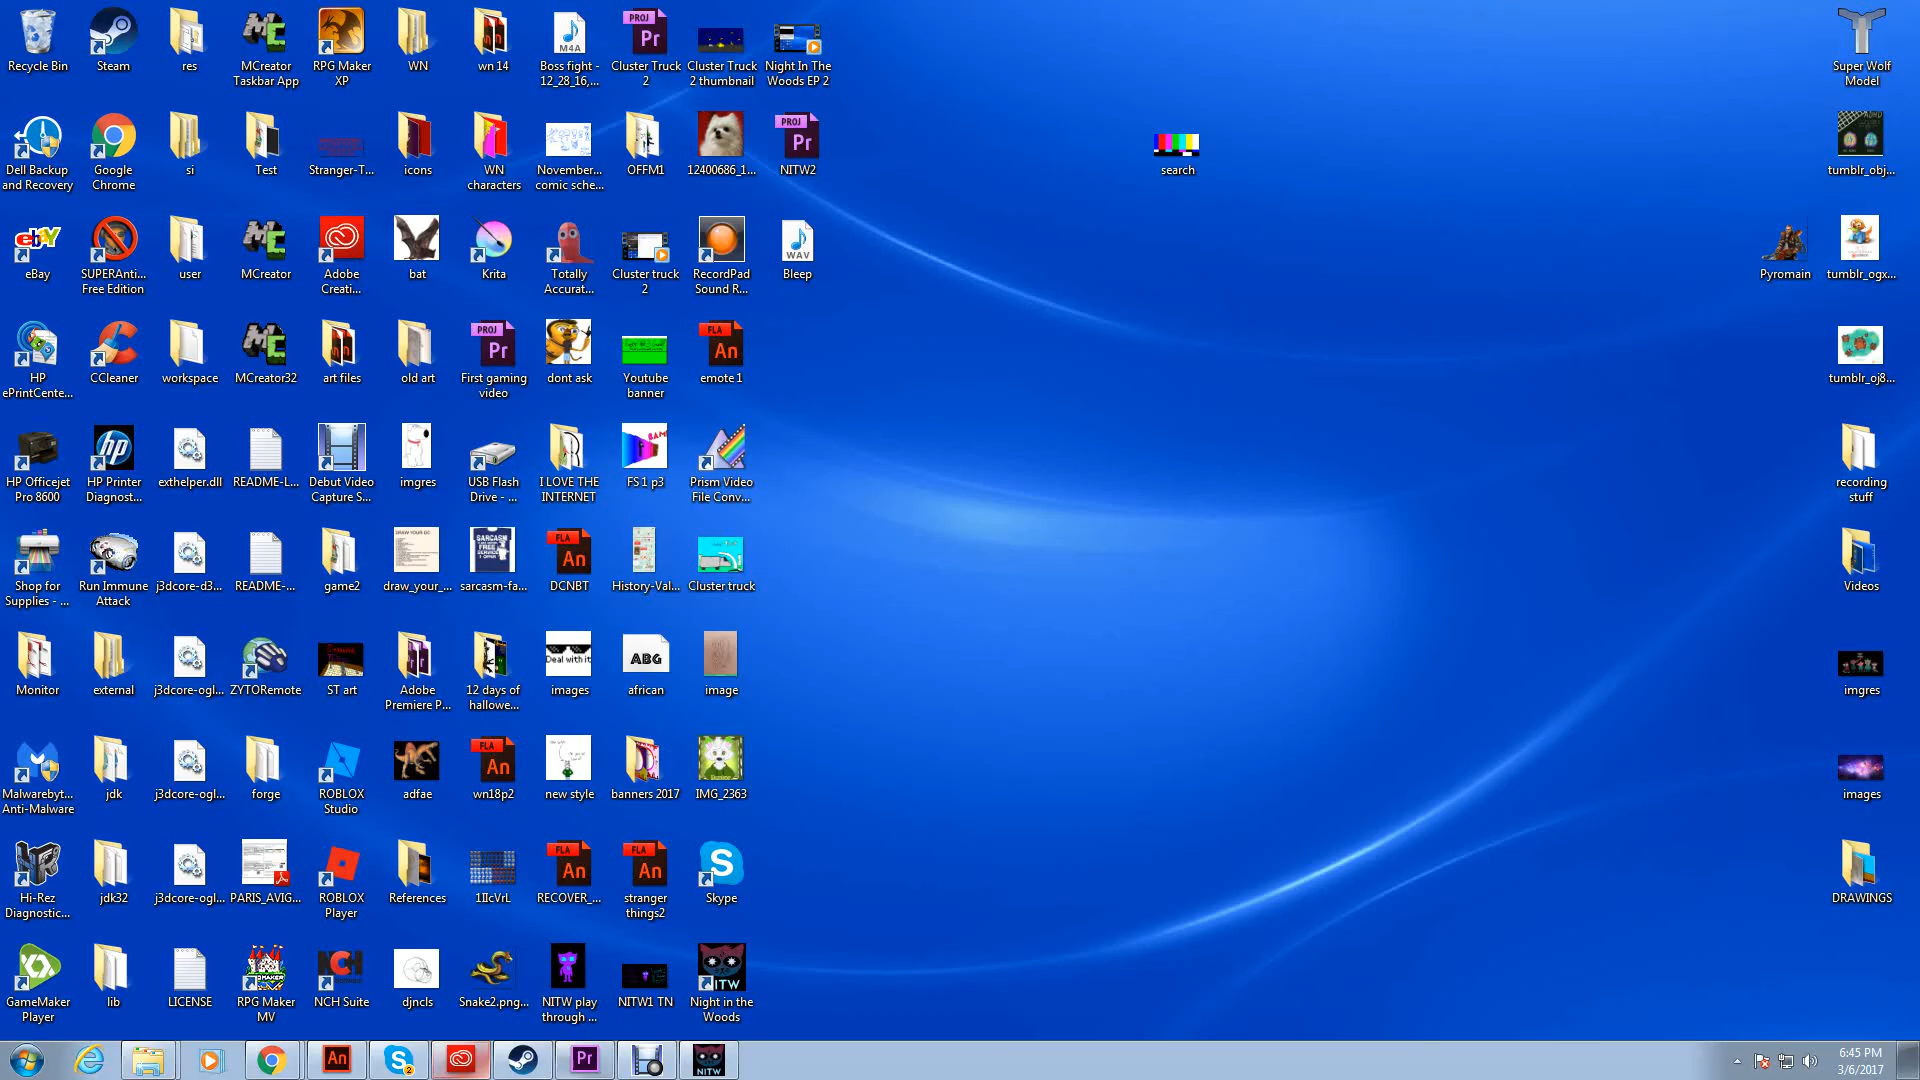 Recycle Bin
Steam
res
MCreator
Taskbar App
RPG Maker
XP
WN
wn 14
Boss fight -
12_28_16,...
Cluster Truck
2
Cluster Truck
2 thumbnail
Night In The
Woods EP 2
Super Wolf
Model
Dell Backup
and Recovery
Google
Chrome
si
Test
Stranger-T...
icons
WN
characters
November...
comic sche...
OFFM1
12400686_1...
NITW2
search
tumblr_obj...
eBay
SUPERAnti...
Free Edition
user
MCreator
Adobe
Creati...
bat
Krita
Totally
Accurat...
Cluster truck
2
RecordPad
Sound R...
Bleep
Pyromain
tumblr_ogx...
HP
ePrintCente...
CCleaner
workspace
MCreator32
art files
old art
First gaming
video
dont ask
Youtube
banner
emote 1
tumblr_oj8...
HP Officejet
Pro 8600
HP Printer
Diagnost...
exthelper.dll
README-L...
Debut Video
Capture S...
imgres
USB Flash
Drive - ...
I LOVE THE
INTERNET
FS 1 p3
Prism Video
File Conv...
recording
stuff
Shop for
Supplies - ...
Run Immune
Attack
j3dcore-d3...
README-...
game2
draw_your_...
sarcasm-fa...
DCNBT
History-Val...
Cluster truck
Videos
Monitor
external
j3dcore-ogl...
ZYTORemote
ST art
Adobe
Premiere P...
12 days of
hallowe...
Deal with it
images
ABG
african
image
imgres
Malwarebyt...
Anti-Malware
jdk
j3dcore-ogl...
forge
ROBLOX
Studio
adfae
wn18p2
new style
banners 2017
IMG_2363
images
Hi-Rez
Diagnostic...
jdk32
j3dcore-ogl...
PARIS_AVIG...
ROBLOX
Player
References
1IIcVrL
RECOVER_...
stranger
things2
Skype
DRAWINGS
GameMaker
Player
lib
LICENSE
RPG Maker
MV
NCH Suite
djncls
Snake2.png...
NITW play
through ...
NITW1 TN
Night in the
Woods
6:45 PM
3/6/2017